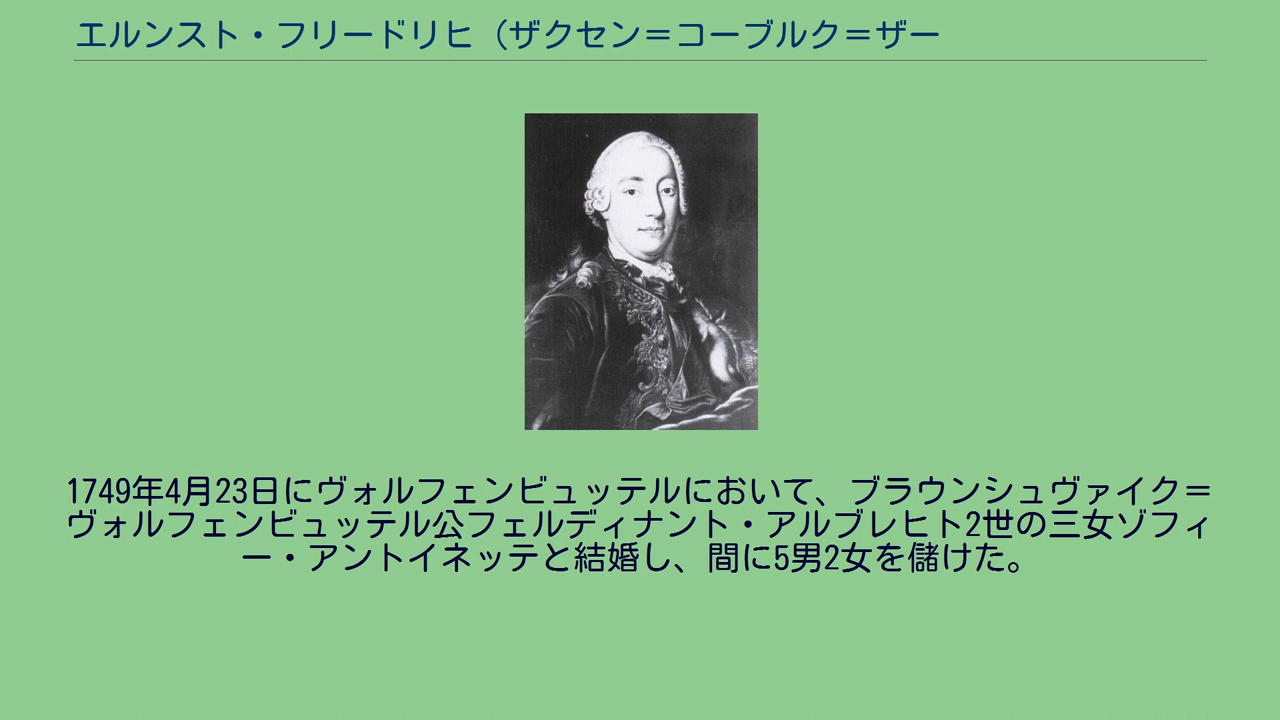 エルンスト・フリードリヒ（ザクセン＝コーブルク＝ザー
1749年4月23日にヴォルフェンビュッテルにおいて、ブラウンシュヴァイク＝
ヴォルフェンビュッテル公フェルディナント・アルブレヒト2世の三女ゾフィ
ー・アントイネッテと結婚し、間に5男2女を儲けた。